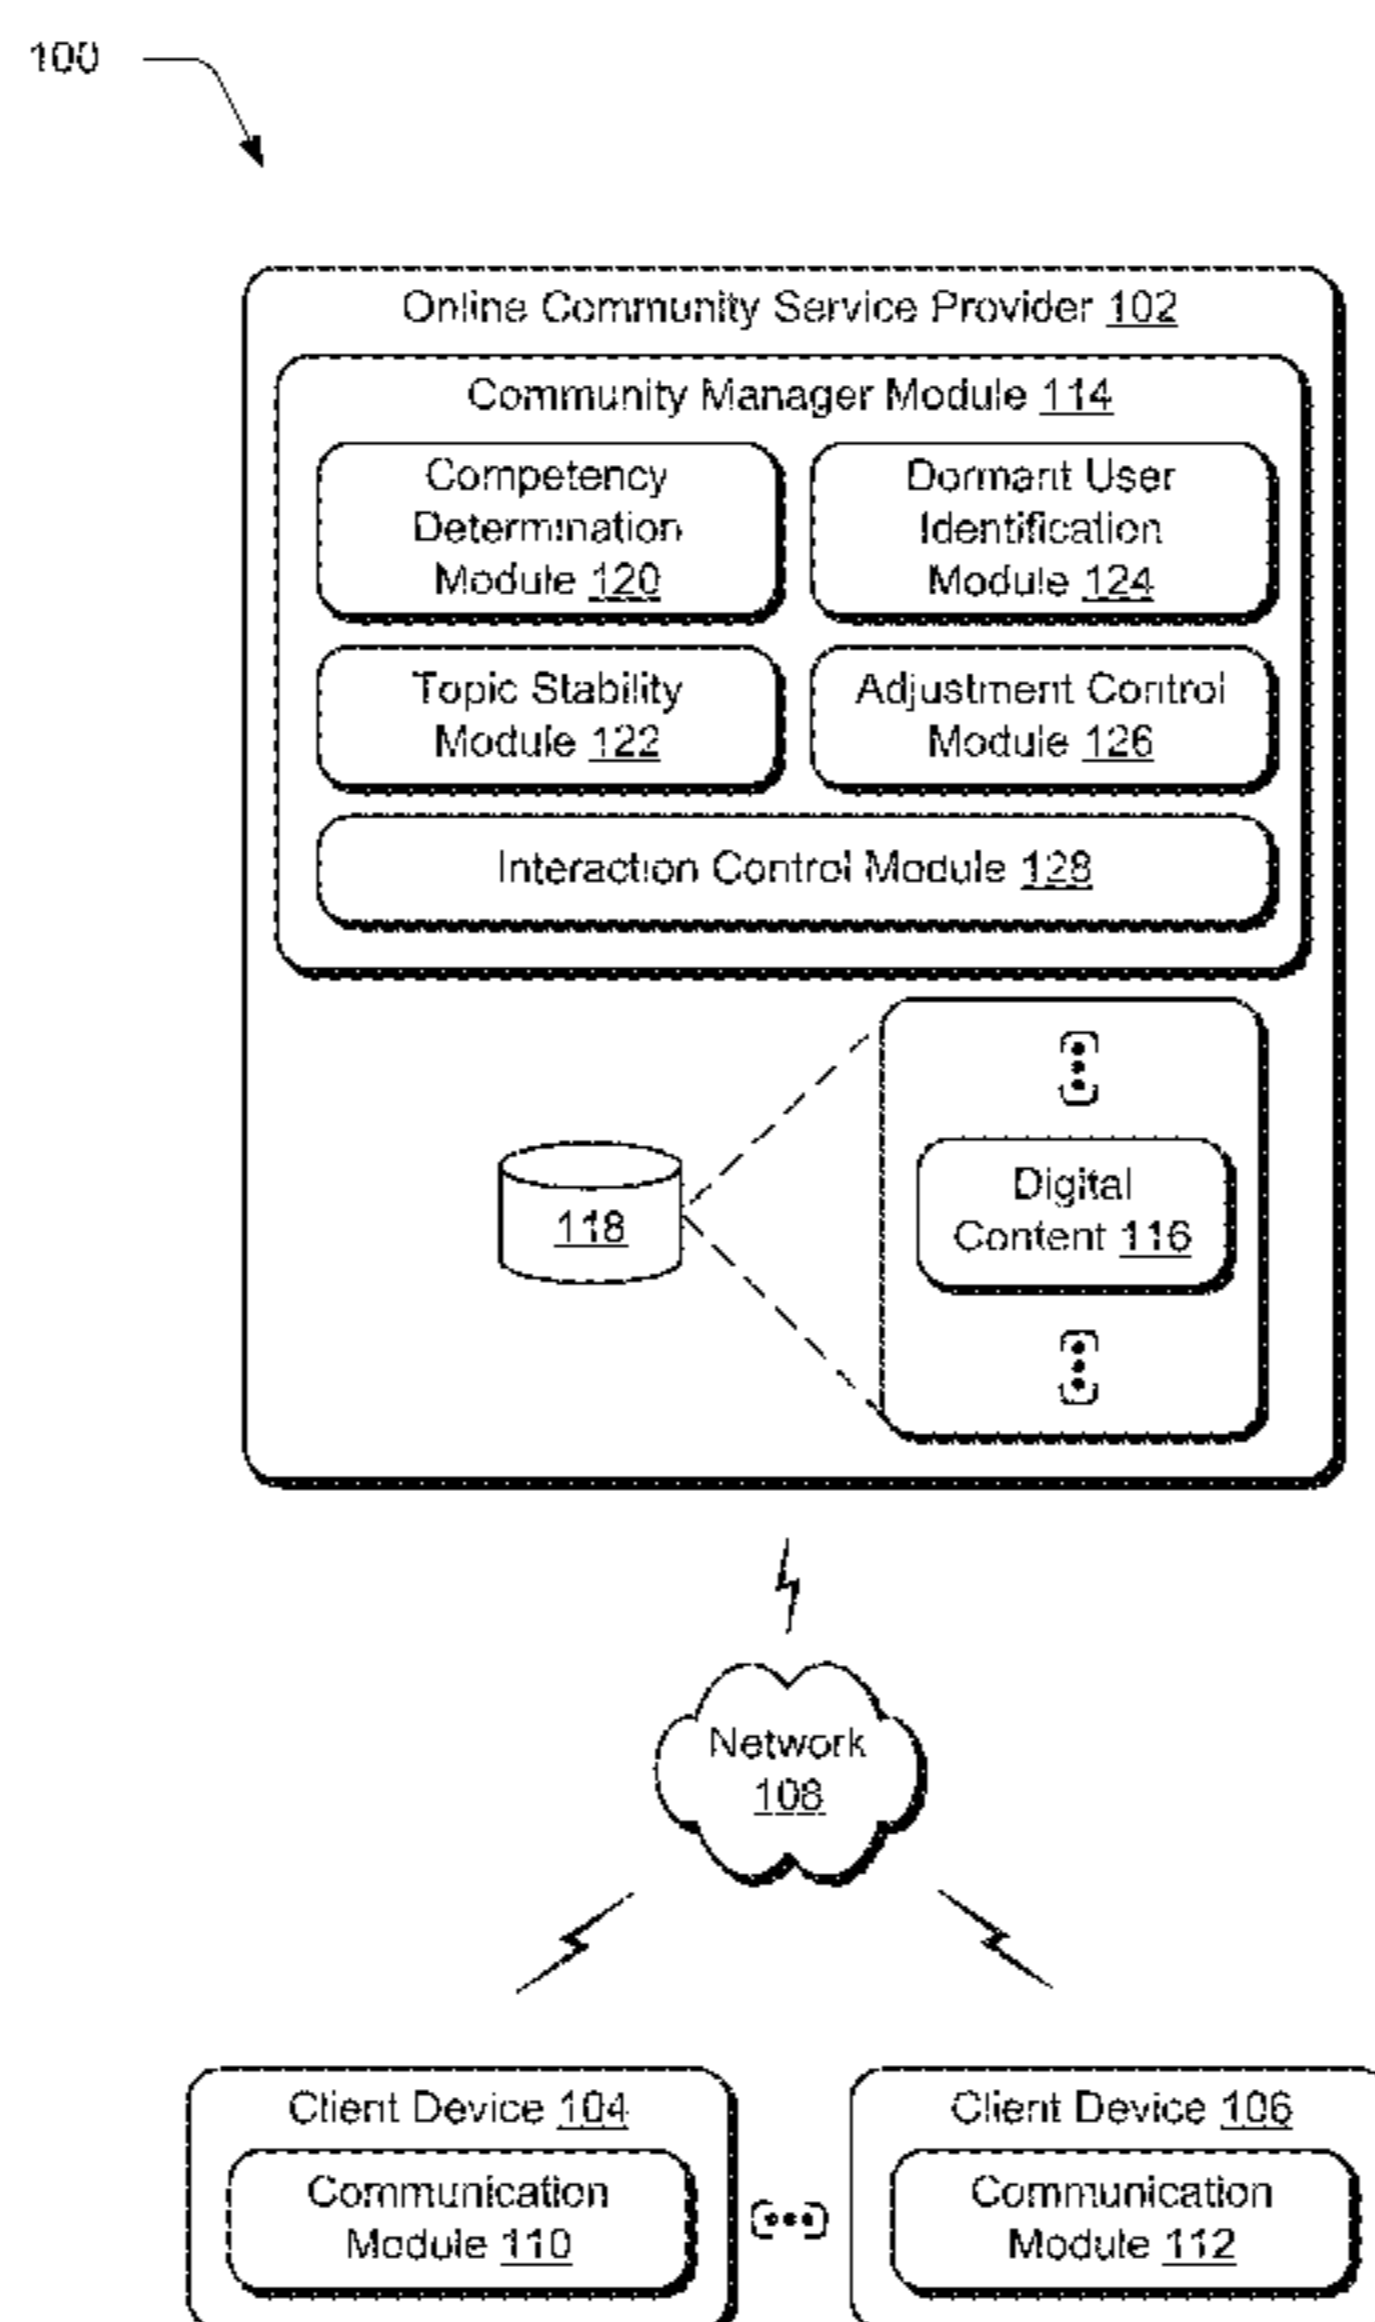 100
Online Community Service Provider 102
Community Manager Module 114
Competency
Determination
Module 120
Dormant User
Identification
Module 124
Topic Stability
Module 122
Adjustment Control
Module 126
Interaction Control Module 128
118
Digital
Content 116
Network
108
Client Device 104
Communication
Module 110
Client Device 106
Communication
Module 112